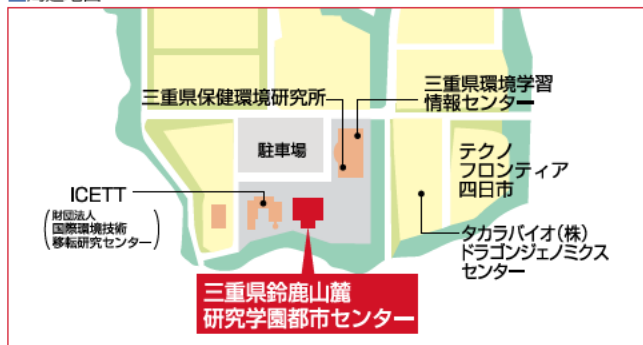 三重県保健環境研究所
三重県環境学習
情報センター
駐車場
テクノ
フロンティア
四日市
ICETT
(財団法人
国際環境技術
移転研究センター)
タカラバイオ(株)
ドラゴンジェノミクス
センター
三重県鈴鹿山麓
研究学園都市センター